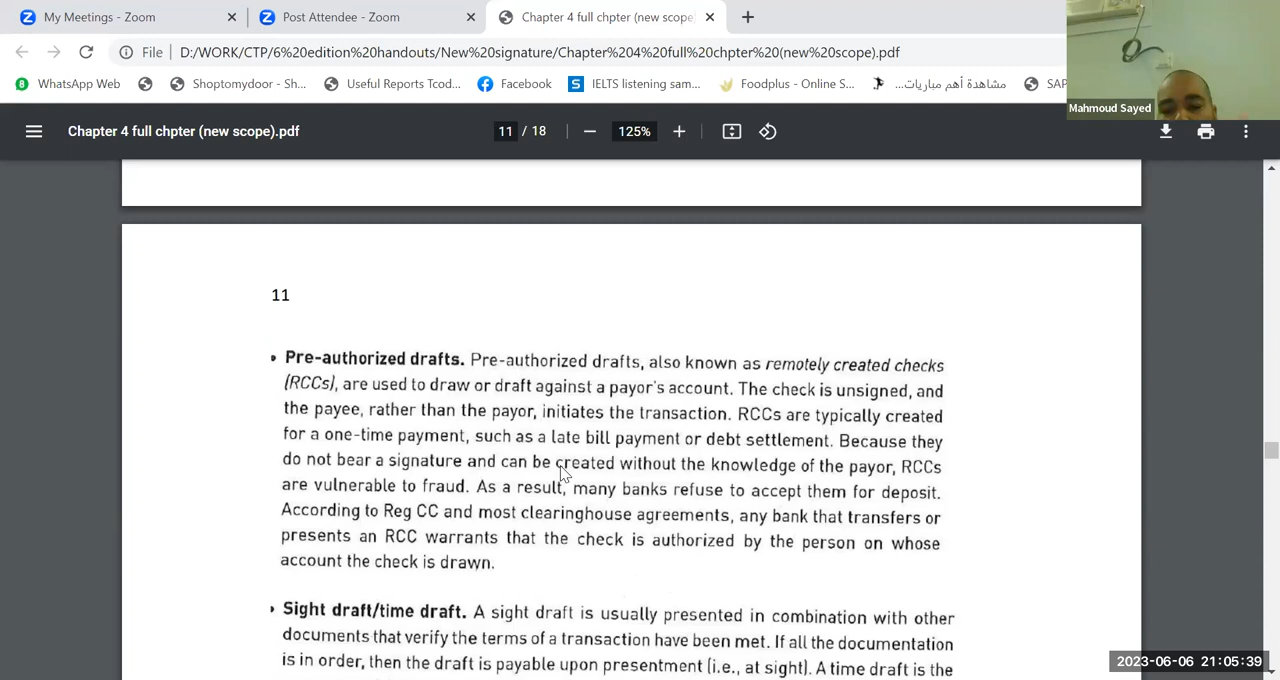 My Meetings - Zoom
Post Attendee - Zoom
Chapter 4 full chpter (new scope)
File
D:/WORK/CTP/6%20edition%20handouts/New%20signature/Chapter%204%20full%20chpter%20(new%20scope).pdf
WhatsApp Web
Shoptomydoor - Sh...
Useful Reports Tcod...
Facebook
IELTS listening sam...
Foodplus - Online S...
مشاهدة أهم مباريات...
SAP
Mahmoud Sayed
Chapter 4 full chpter (new scope).pdf
11 / 18
125%
11
• Pre-authorized drafts. Pre-authorized drafts, also known as remotely created checks
(RCCs), are used to draw or draft against a payor's account. The check is unsigned, and
the payee, rather than the payor, initiates the transaction. RCCs are typically created
for a one-time payment, such as a late bill payment or debt settlement. Because they
do not bear a signature and can be created without the knowledge of the payor, RCCs
are vulnerable to fraud. As a result, many banks refuse to accept them for deposit.
According to Reg CC and most clearinghouse agreements, any bank that transfers or
presents an RCC warrants that the check is authorized by the person on whose
account the check is drawn.
• Sight draft/time draft. A sight draft is usually presented in combination with other
documents that verify the terms of a transaction have been met. If all the documentation
is in order, then the draft is payable upon presentment (i.e., at sight). A time draft is the
2023-06-06 21:05:39